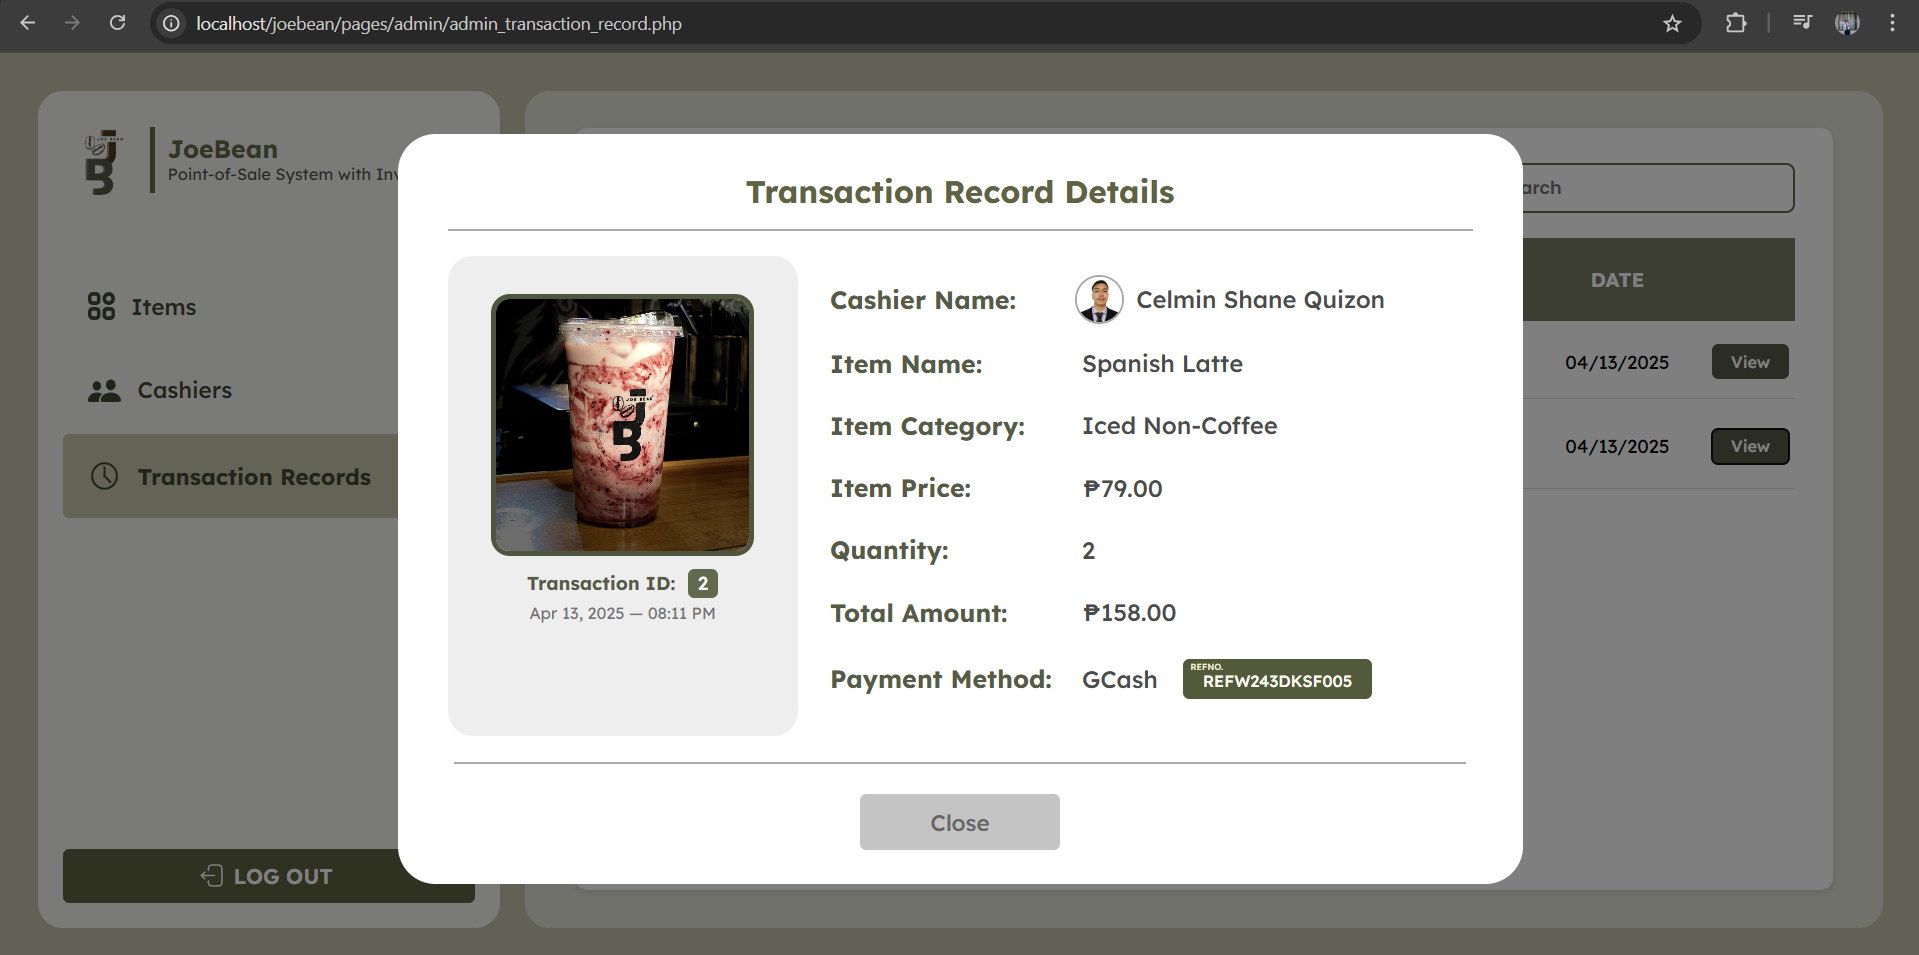 localhost/joebean/pages/admin/admin_transaction_record.php
JoeBean
Point-of-Sale System with Inv
Items
Cashiers
Transaction Records
LOG OUT
arch
DATE
04/13/2025 View
04/13/2025 View
Transaction Record Details
JOE BEAN
JB
Transaction ID: 2
Apr 13, 2025 — 08:11 PM
Cashier Name: Celmin Shane Quizon
Item Name: Spanish Latte
Item Category: Iced Non-Coffee
Item Price: ₱79.00
Quantity: 2
Total Amount: ₱158.00
Payment Method: GCash REFNO. REFW243DKSF005
Close